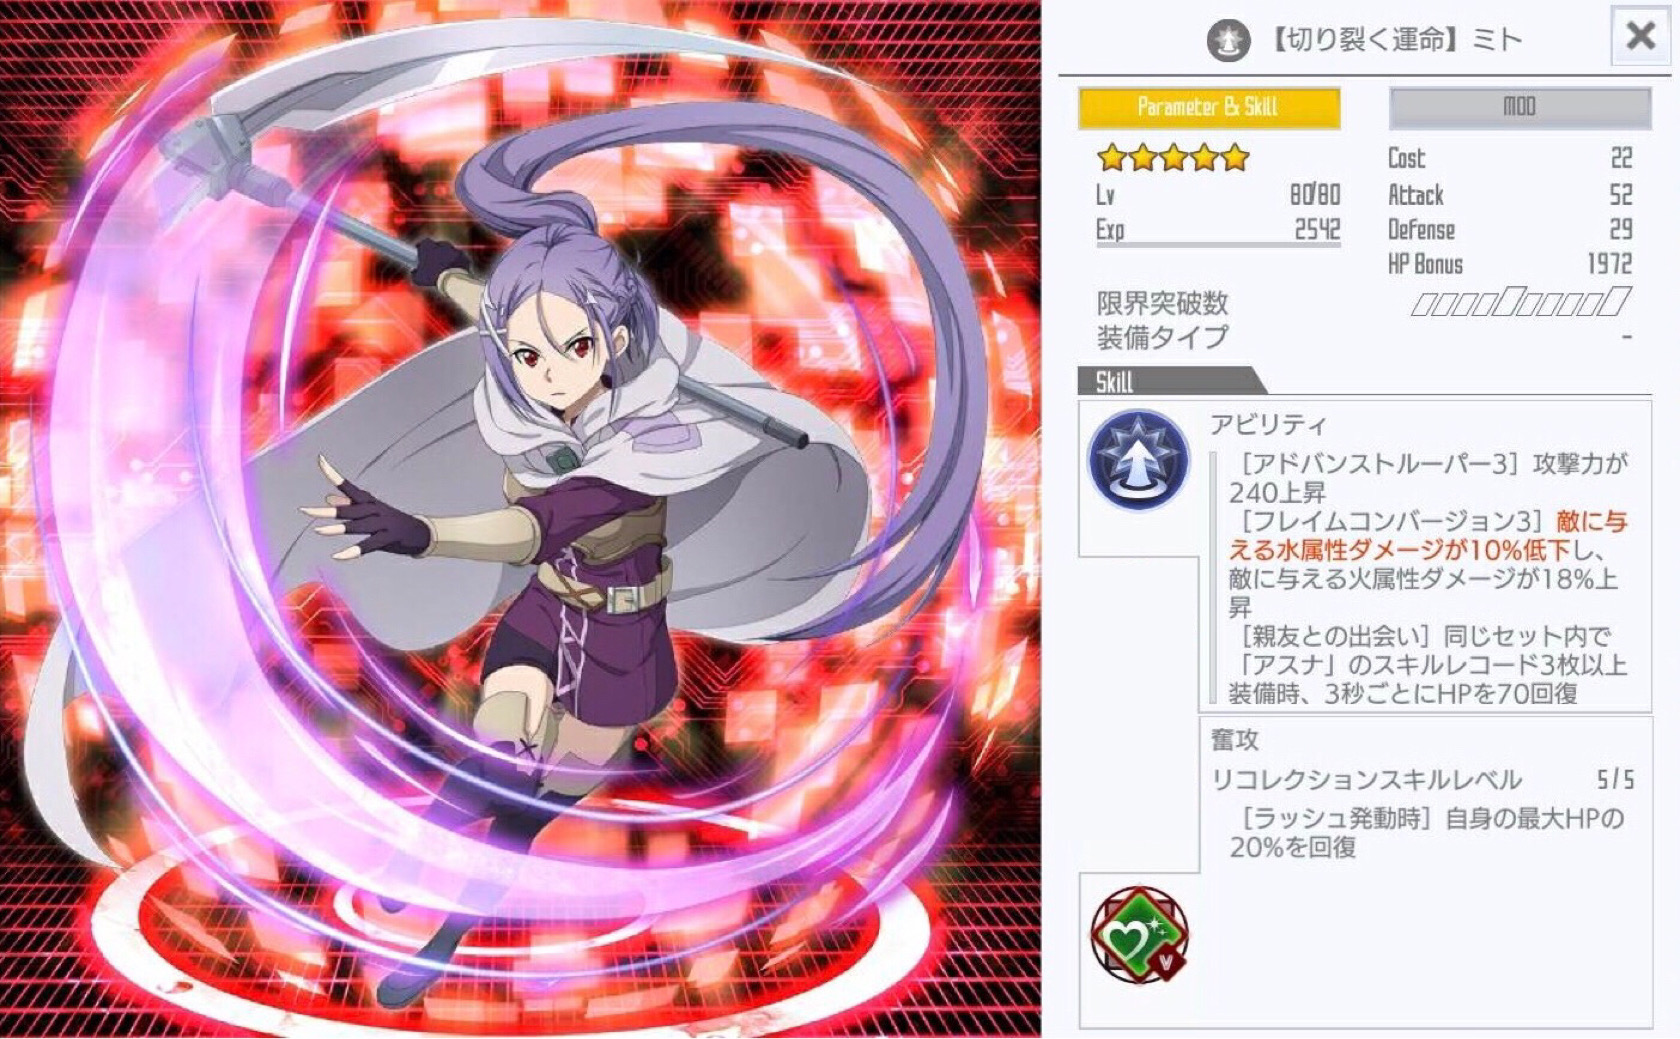 【切り裂く運命】ミト
Parameter & Skill
MOD
Lv 80/80
Exp 2542
Cost 22
Attack 52
Defense 29
HP Bonus 1972
限界突破数
装備タイプ -
Skill
アビリティ
［アドバンストルーパー3］攻撃力が
240上昇
［フレイムコンバージョン3］敵に与
える水属性ダメージが10%低下し、
敵に与える火属性ダメージが18%上
昇
［親友との出会い］同じセット内で
「アスナ」のスキルレコード3枚以上
装備時、3秒ごとにHPを70回復
奮攻
リコレクションスキルレベル 5/5
［ラッシュ発動時］自身の最大HPの
20%を回復
V